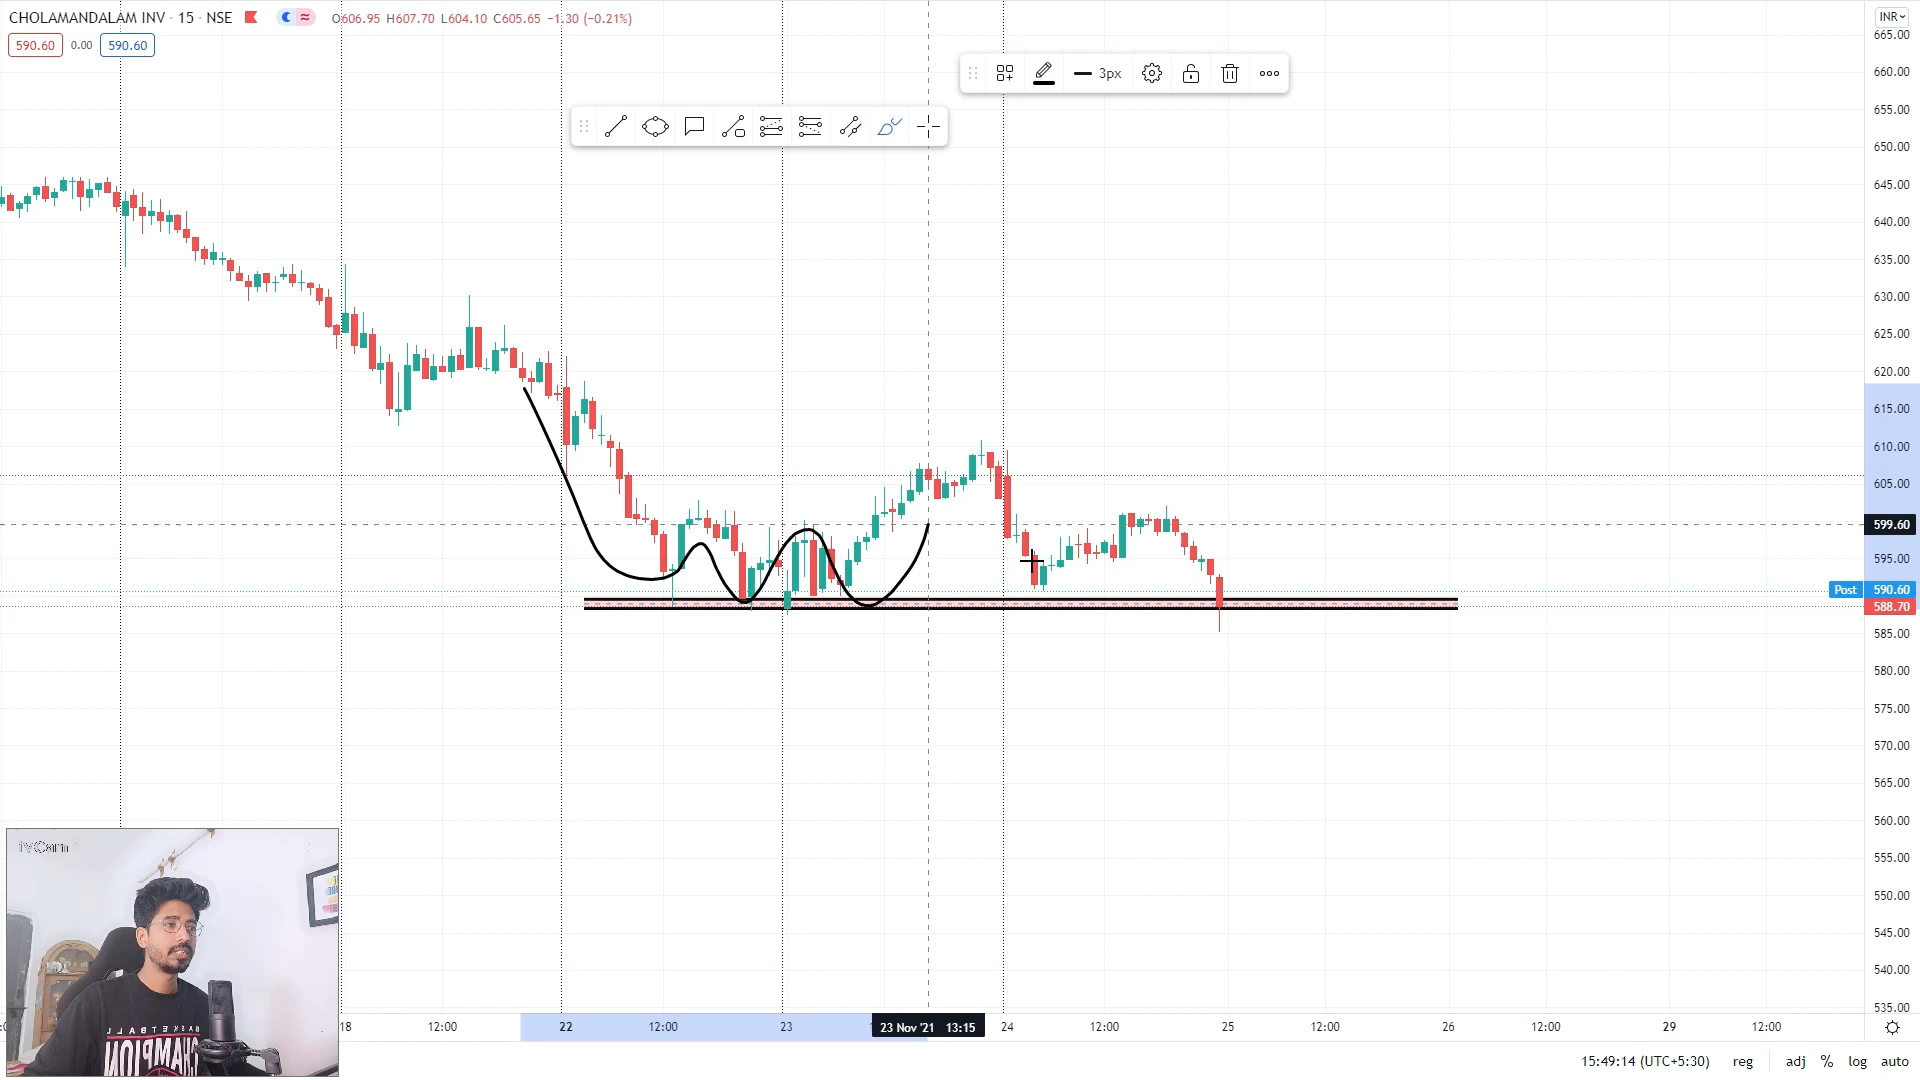 CHOLAMANDALAM INV · 15 · NSE O606.95 H607.70 L604.10 C605.65 −1.30 (−0.21%)
590.60 0.00 590.60
INR
665.00
660.00
3px
655.00
650.00
645.00
640.00
635.00
630.00
625.00
620.00
615.00
610.00
605.00
599.60
595.00
Post 590.60
588.70
585.00
580.00
575.00
570.00
565.00
560.00
555.00
550.00
545.00
540.00
535.00
iVCam
BASKETBALL
CHAMPION
18 12:00 22 12:00 23 23 Nov '21 13:15 24 12:00 25 12:00 26 12:00 29 12:00
15:49:14 (UTC+5:30) reg adj % log auto